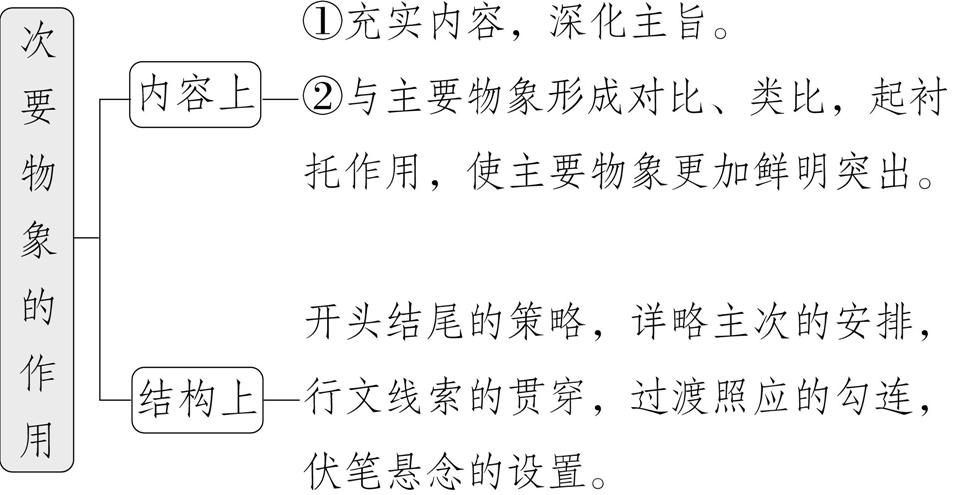 次要物象的作用
内容上
①充实内容，深化主旨。
②与主要物象形成对比、类比，起衬
托作用，使主要物象更加鲜明突出。
结构上
开头结尾的策略，详略主次的安排，
行文线索的贯穿，过渡照应的勾连，
伏笔悬念的设置。